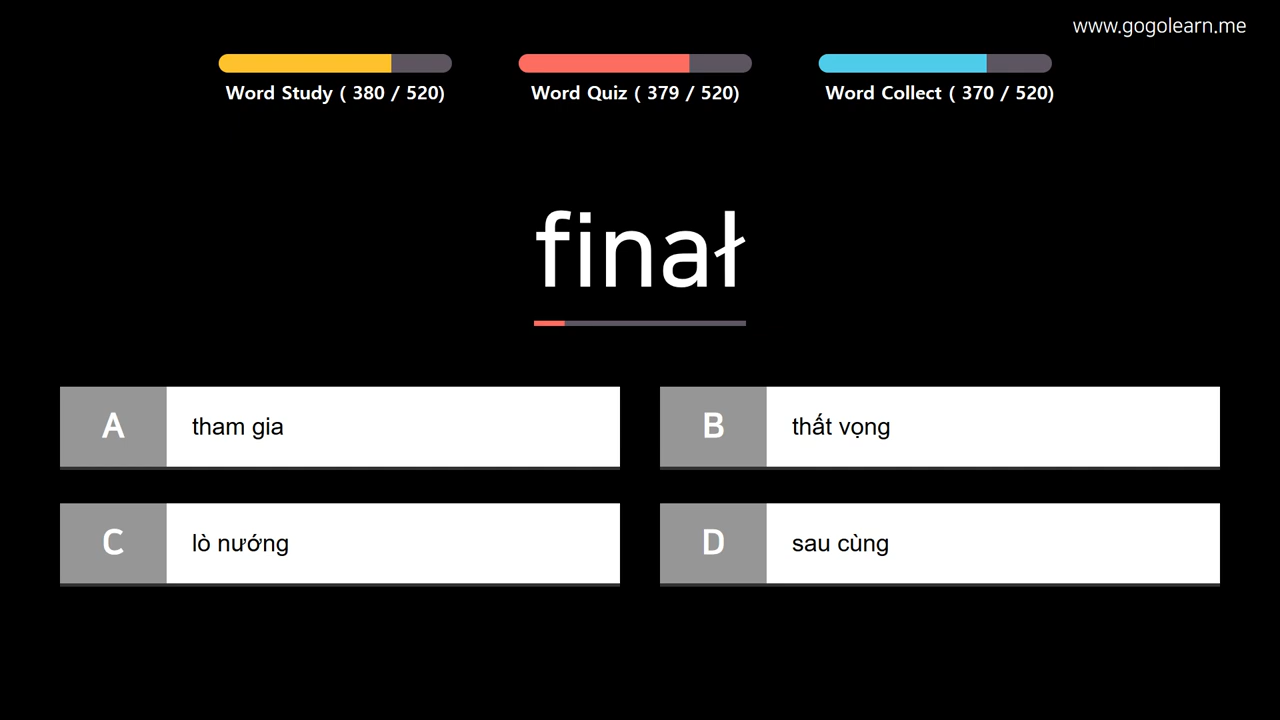 www.gogolearn.me
Word Study ( 380 / 520)
Word Quiz ( 379 / 520)
Word Collect ( 370 / 520)
finał
A
tham gia
B
thất vọng
C
lò nướng
D
sau cùng